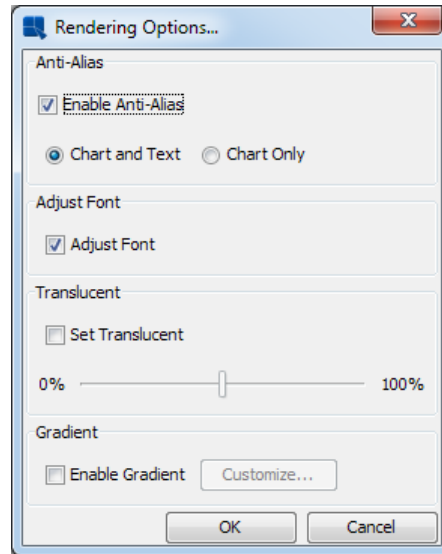 Rendering Options...
Anti-Alias
Enable Anti-Alias
Chart and Text Chart Only
Adjust Font
Adjust Font
Translucent
Set Translucent
0% 100%
Gradient
Enable Gradient Customize...
OK Cancel